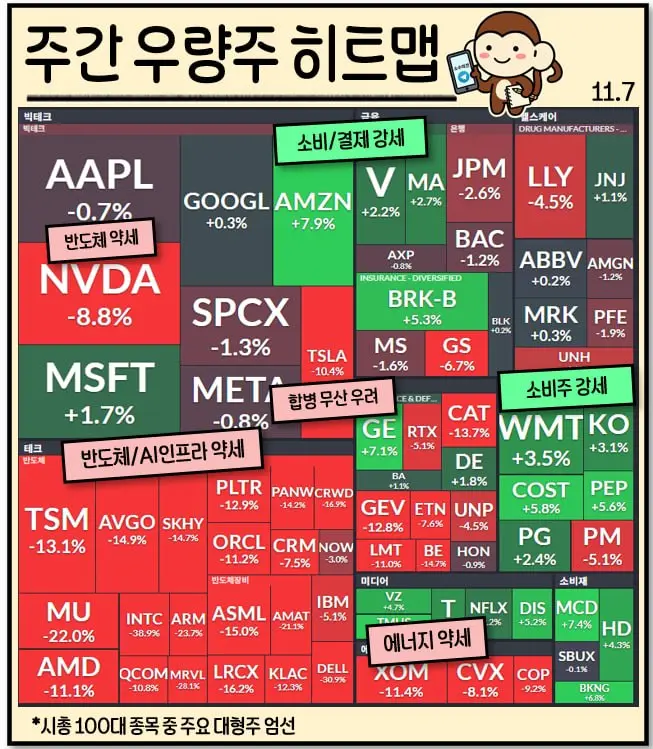 주간 우량주 히트맵
11.7
빅테크
빅테크
AAPL
-0.7%
반도체 약세
NVDA
-8.8%
MSFT
+1.7%
GOOGL
+0.3%
소비/결제 강세
AMZN
+7.9%
SPCX
-1.3%
META
-0.8%
TSLA
-10.4%
합병 무산 우려
금융
V
+2.2%
MA
+2.7%
AXP
-0.8%
은행
JPM
-2.6%
BAC
-1.2%
INSURANCE - DIVERSIFIED
BRK-B
+5.3%
BLK
+0.2%
MS
-1.6%
GS
-6.7%
헬스케어
DRUG MANUFACTURERS - ...
LLY
-4.5%
JNJ
+1.1%
ABBV
+0.2%
AMGN
-1.2%
MRK
+0.3%
PFE
-1.9%
UNH
테크
반도체
반도체/AI인프라 약세
TSM
-13.1%
AVGO
-14.9%
SKHY
-14.7%
MU
-22.0%
INTC
-38.9%
ARM
-23.7%
AMD
-11.1%
QCOM
-10.8%
MRVL
-28.1%
PLTR
-12.9%
PANW
-14.2%
CRWD
-16.9%
ORCL
-11.2%
CRM
-7.5%
NOW
-3.0%
반도체장비
ASML
-15.0%
AMAT
-21.1%
LRCX
-16.2%
KLAC
-12.3%
IBM
-5.1%
DELL
-30.9%
CE & DEF...
GE
+7.1%
RTX
-5.1%
BA
+1.1%
CAT
-13.7%
DE
+1.8%
GEV
-12.8%
ETN
-7.6%
UNP
-4.5%
LMT
-11.0%
BE
-14.7%
HON
-0.9%
소비주 강세
WMT
+3.5%
KO
+3.1%
COST
+5.8%
PEP
+5.6%
PG
+2.4%
PM
-5.1%
미디어
VZ
+4.7%
TMUS
T
NFLX
.2%
DIS
+5.2%
에너지 약세
XOM
-11.4%
CVX
-8.1%
COP
-9.2%
소비재
MCD
+7.4%
HD
+4.3%
SBUX
-0.1%
BKNG
+6.8%
*시총 100대 종목 중 주요 대형주 엄선